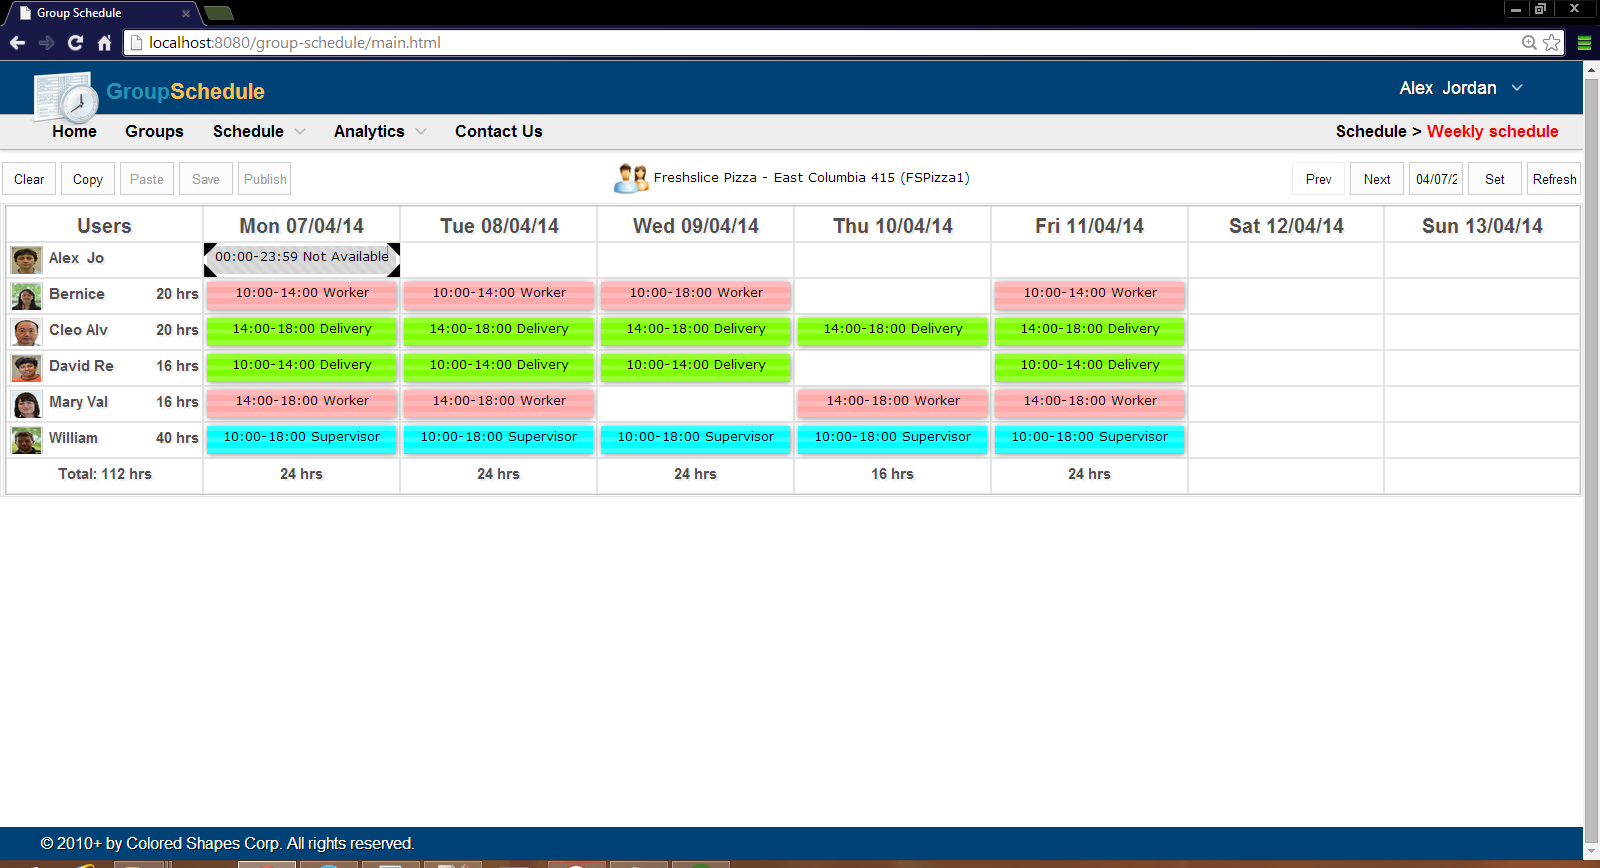 Group Schedule
localhost:8080/group-schedule/main.html
GroupSchedule
Alex Jordan
Home Groups Schedule Analytics Contact Us Schedule > Weekly schedule
Clear Copy Paste Save Publish Freshslice Pizza - East Columbia 415 (FSPizza1) Prev Next 04/07/2 Set Refresh
Users Mon 07/04/14 Tue 08/04/14 Wed 09/04/14 Thu 10/04/14 Fri 11/04/14 Sat 12/04/14 Sun 13/04/14
Alex Jo 00:00-23:59 Not Available
Bernice 20 hrs 10:00-14:00 Worker 10:00-14:00 Worker 10:00-18:00 Worker 10:00-14:00 Worker
Cleo Alv 20 hrs 14:00-18:00 Delivery 14:00-18:00 Delivery 14:00-18:00 Delivery 14:00-18:00 Delivery 14:00-18:00 Delivery
David Re 16 hrs 10:00-14:00 Delivery 10:00-14:00 Delivery 10:00-14:00 Delivery 10:00-14:00 Delivery
Mary Val 16 hrs 14:00-18:00 Worker 14:00-18:00 Worker 14:00-18:00 Worker 14:00-18:00 Worker
William 40 hrs 10:00-18:00 Supervisor 10:00-18:00 Supervisor 10:00-18:00 Supervisor 10:00-18:00 Supervisor 10:00-18:00 Supervisor
Total: 112 hrs 24 hrs 24 hrs 24 hrs 16 hrs 24 hrs
© 2010+ by Colored Shapes Corp. All rights reserved.